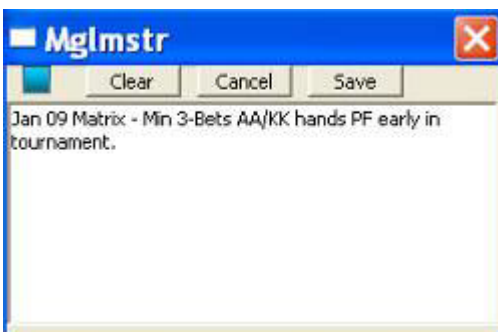 Mglmstr
Clear Cancel Save
Jan 09 Matrix - Min 3-Bets AA/KK hands PF early in
tournament.